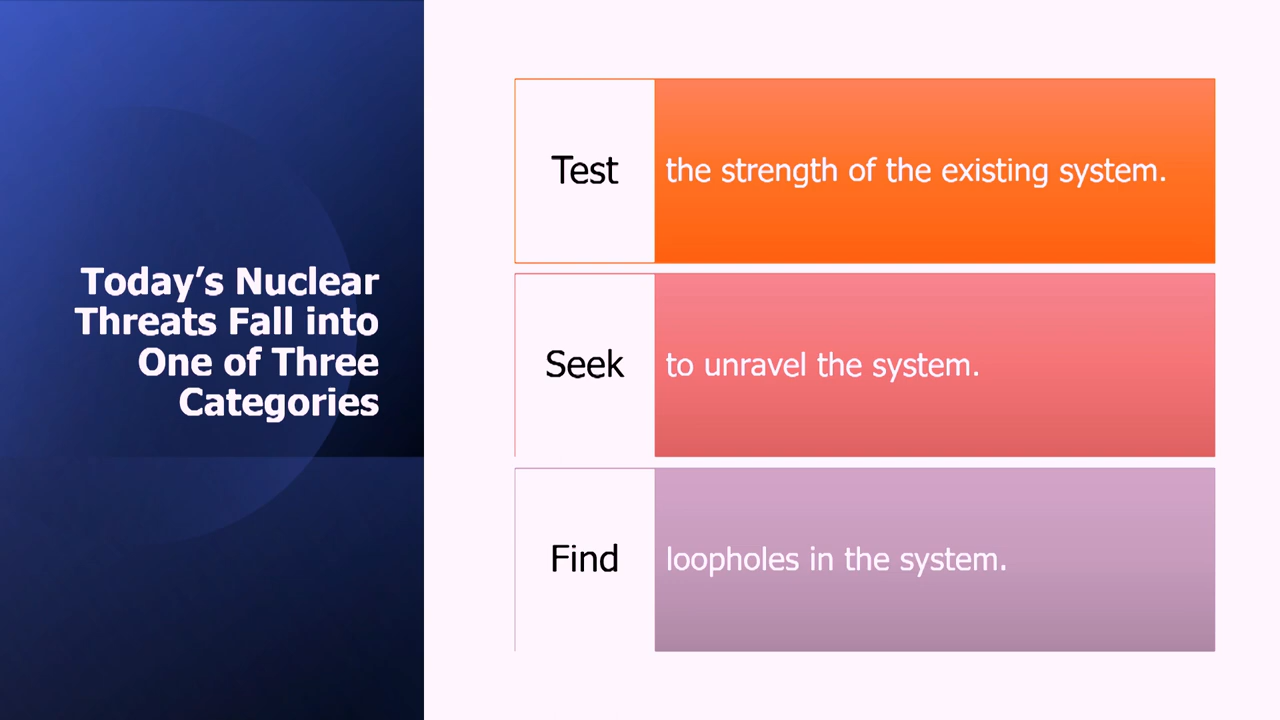 Today’s Nuclear
Threats Fall into
One of Three
Categories
Test the strength of the existing system.
Seek to unravel the system.
Find loopholes in the system.